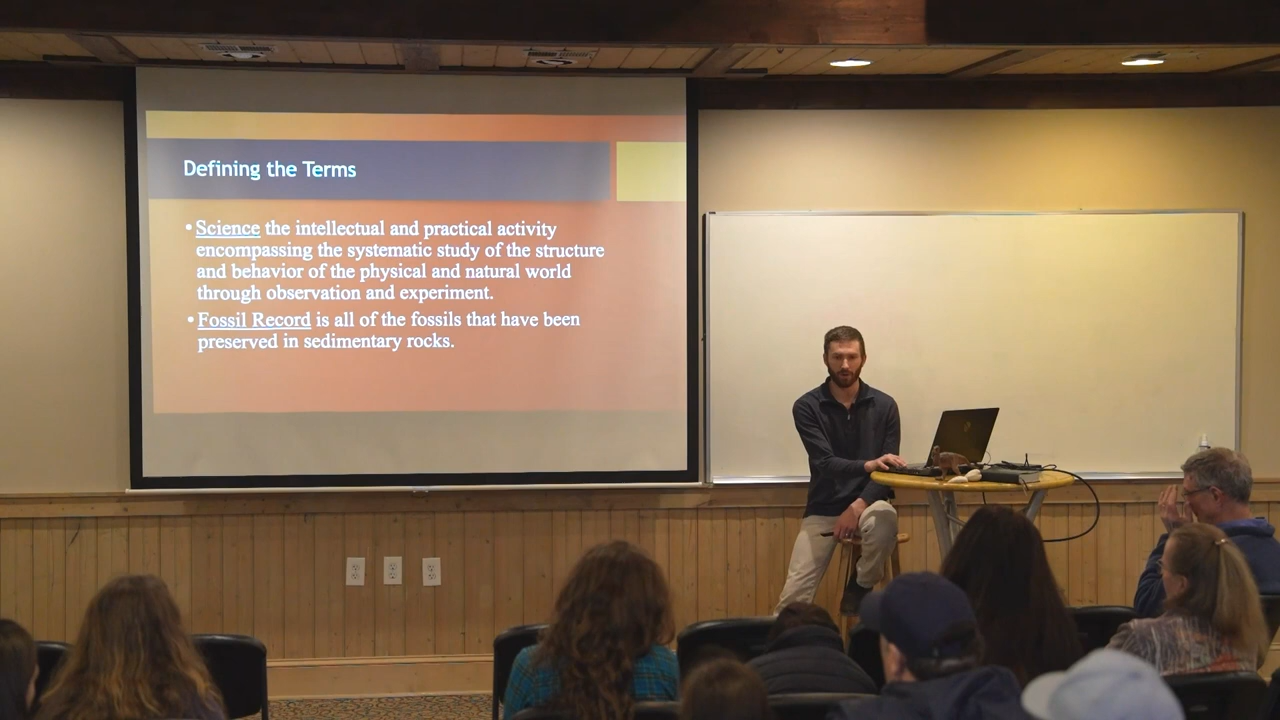 Defining the Terms
• Science the intellectual and practical activity
encompassing the systematic study of the structure
and behavior of the physical and natural world
through observation and experiment.
• Fossil Record is all of the fossils that have been
preserved in sedimentary rocks.